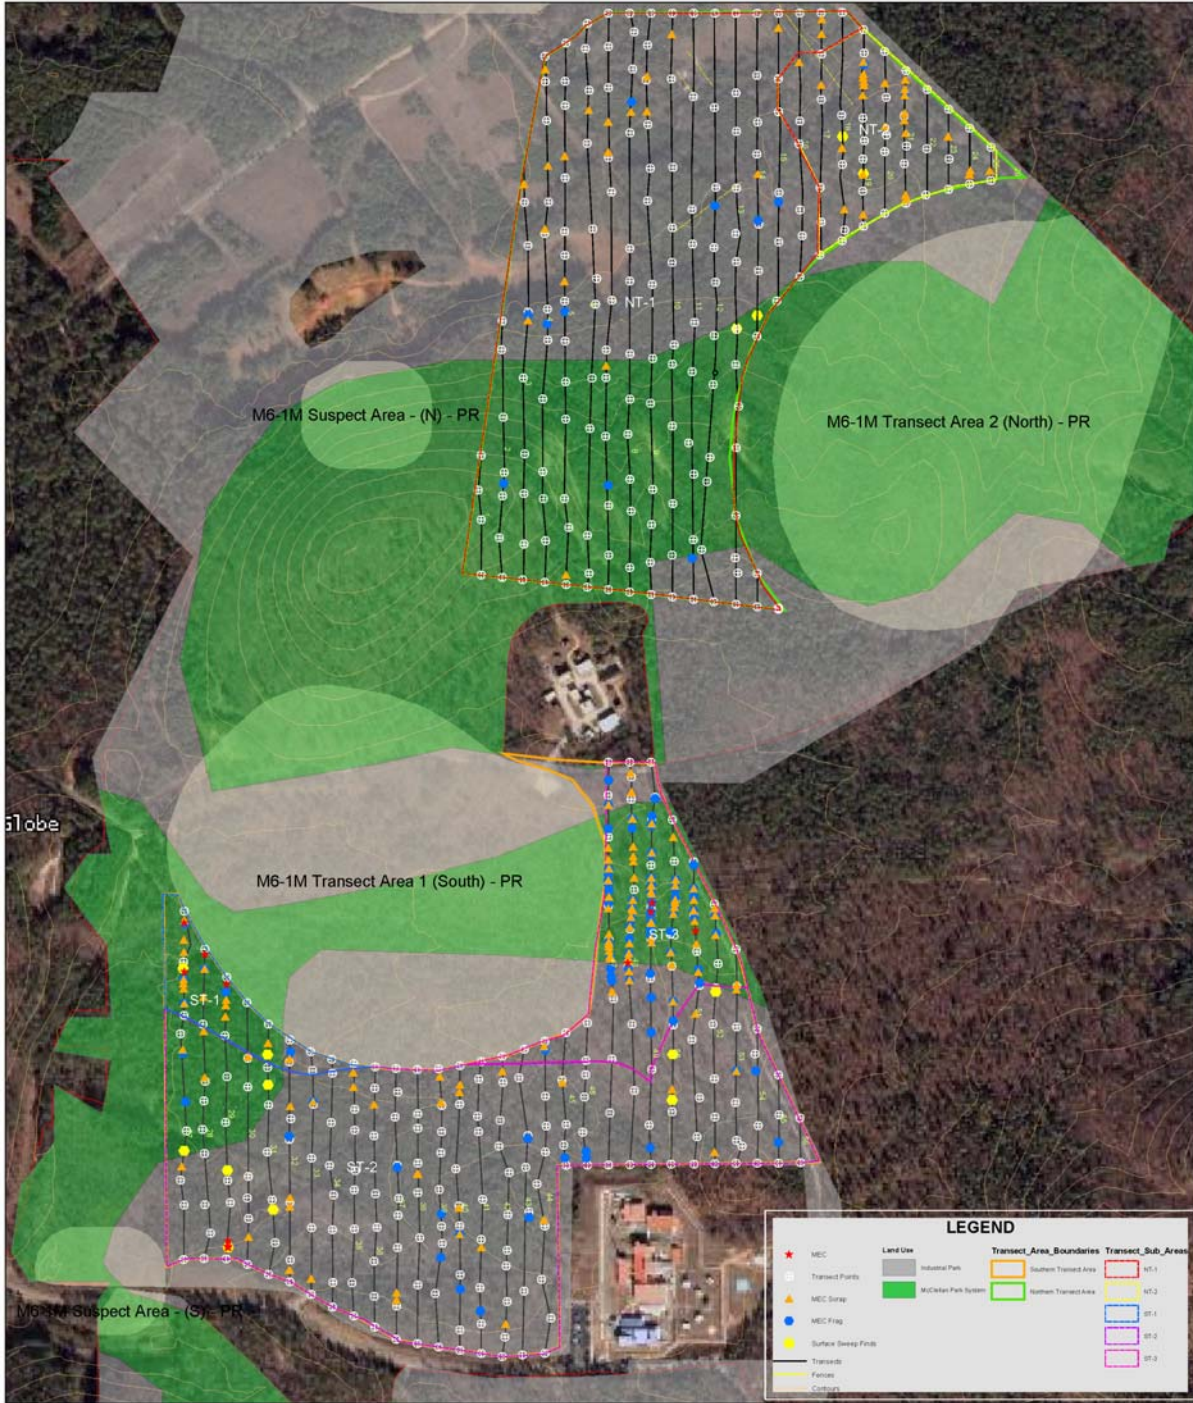 NT-2
NT-1
M6-1M Suspect Area - (N) - PR
M6-1M Transect Area 2 (North) - PR
Globe
M6-1M Transect Area 1 (South) - PR
ST-3
ST-1
ST-2
M6-1M Suspect Area - (S) - PR
LEGEND
MEC
Transect Points
MEC Scrap
MEC Frag
Surface Sweep Finds
Transects
Fences
Contours
Land Use
Industrial Park
McClellan Park System
Transect_Area_Boundaries
Southern Transect Area
Northern Transect Area
Transect_Sub_Areas
NT-1
NT-2
ST-1
ST-2
ST-3